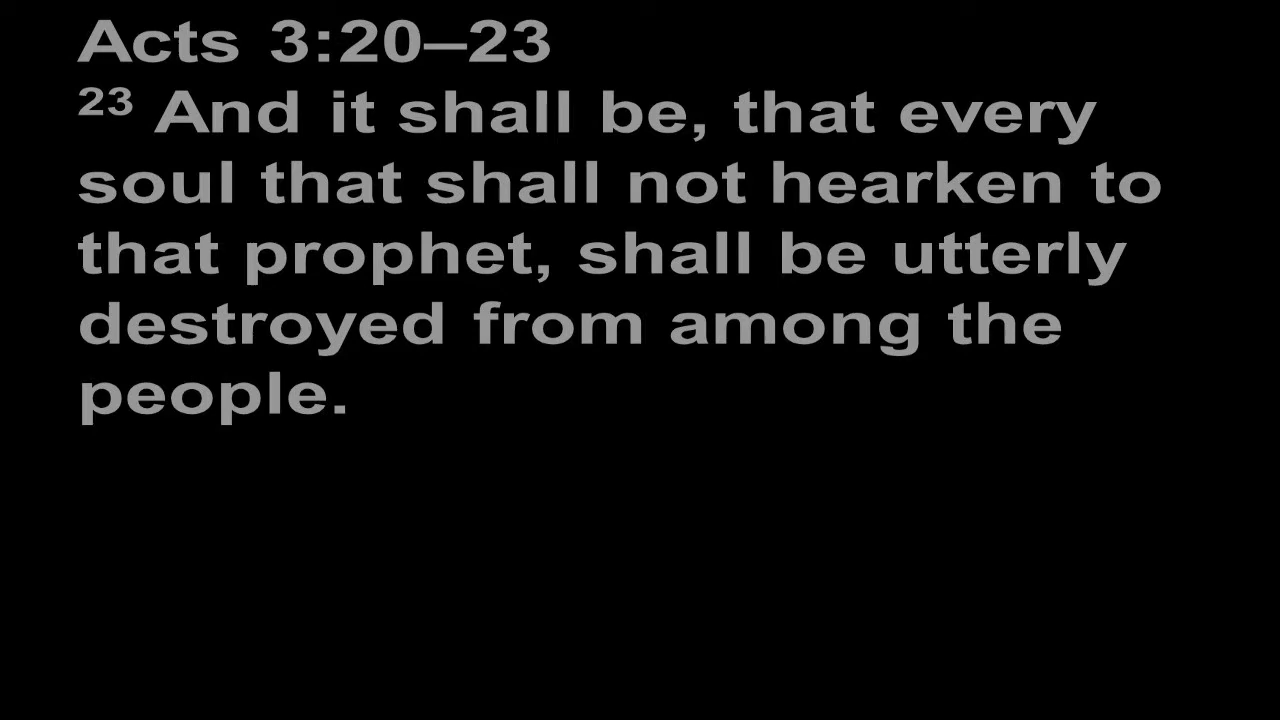 Acts 3:20–23
²³ And it shall be, that every
soul that shall not hearken to
that prophet, shall be utterly
destroyed from among the
people.